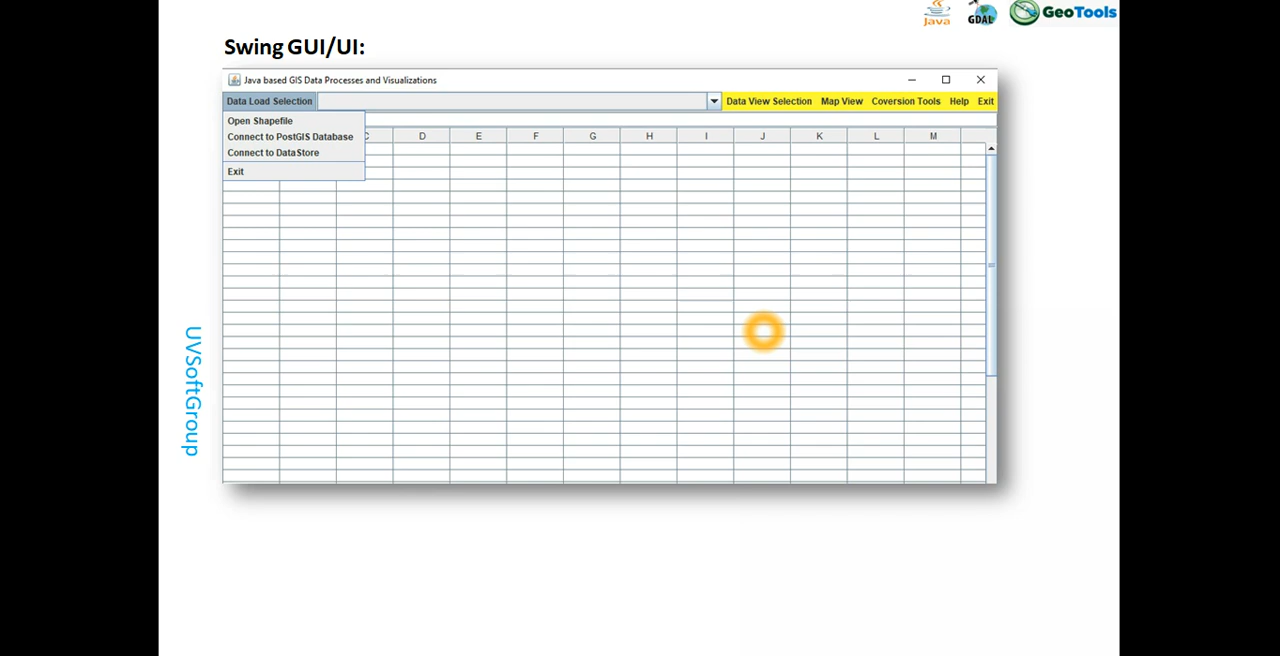 Java
GDAL
GeoTools
Swing GUI/UI:
Java based GIS Data Processes and Visualizations
Data Load Selection
Data View Selection Map View Coversion Tools Help Exit
Open Shapefile
Connect to PostGIS Database
Connect to DataStore
Exit
C D E F G H I J K L M
UVSoftGroup